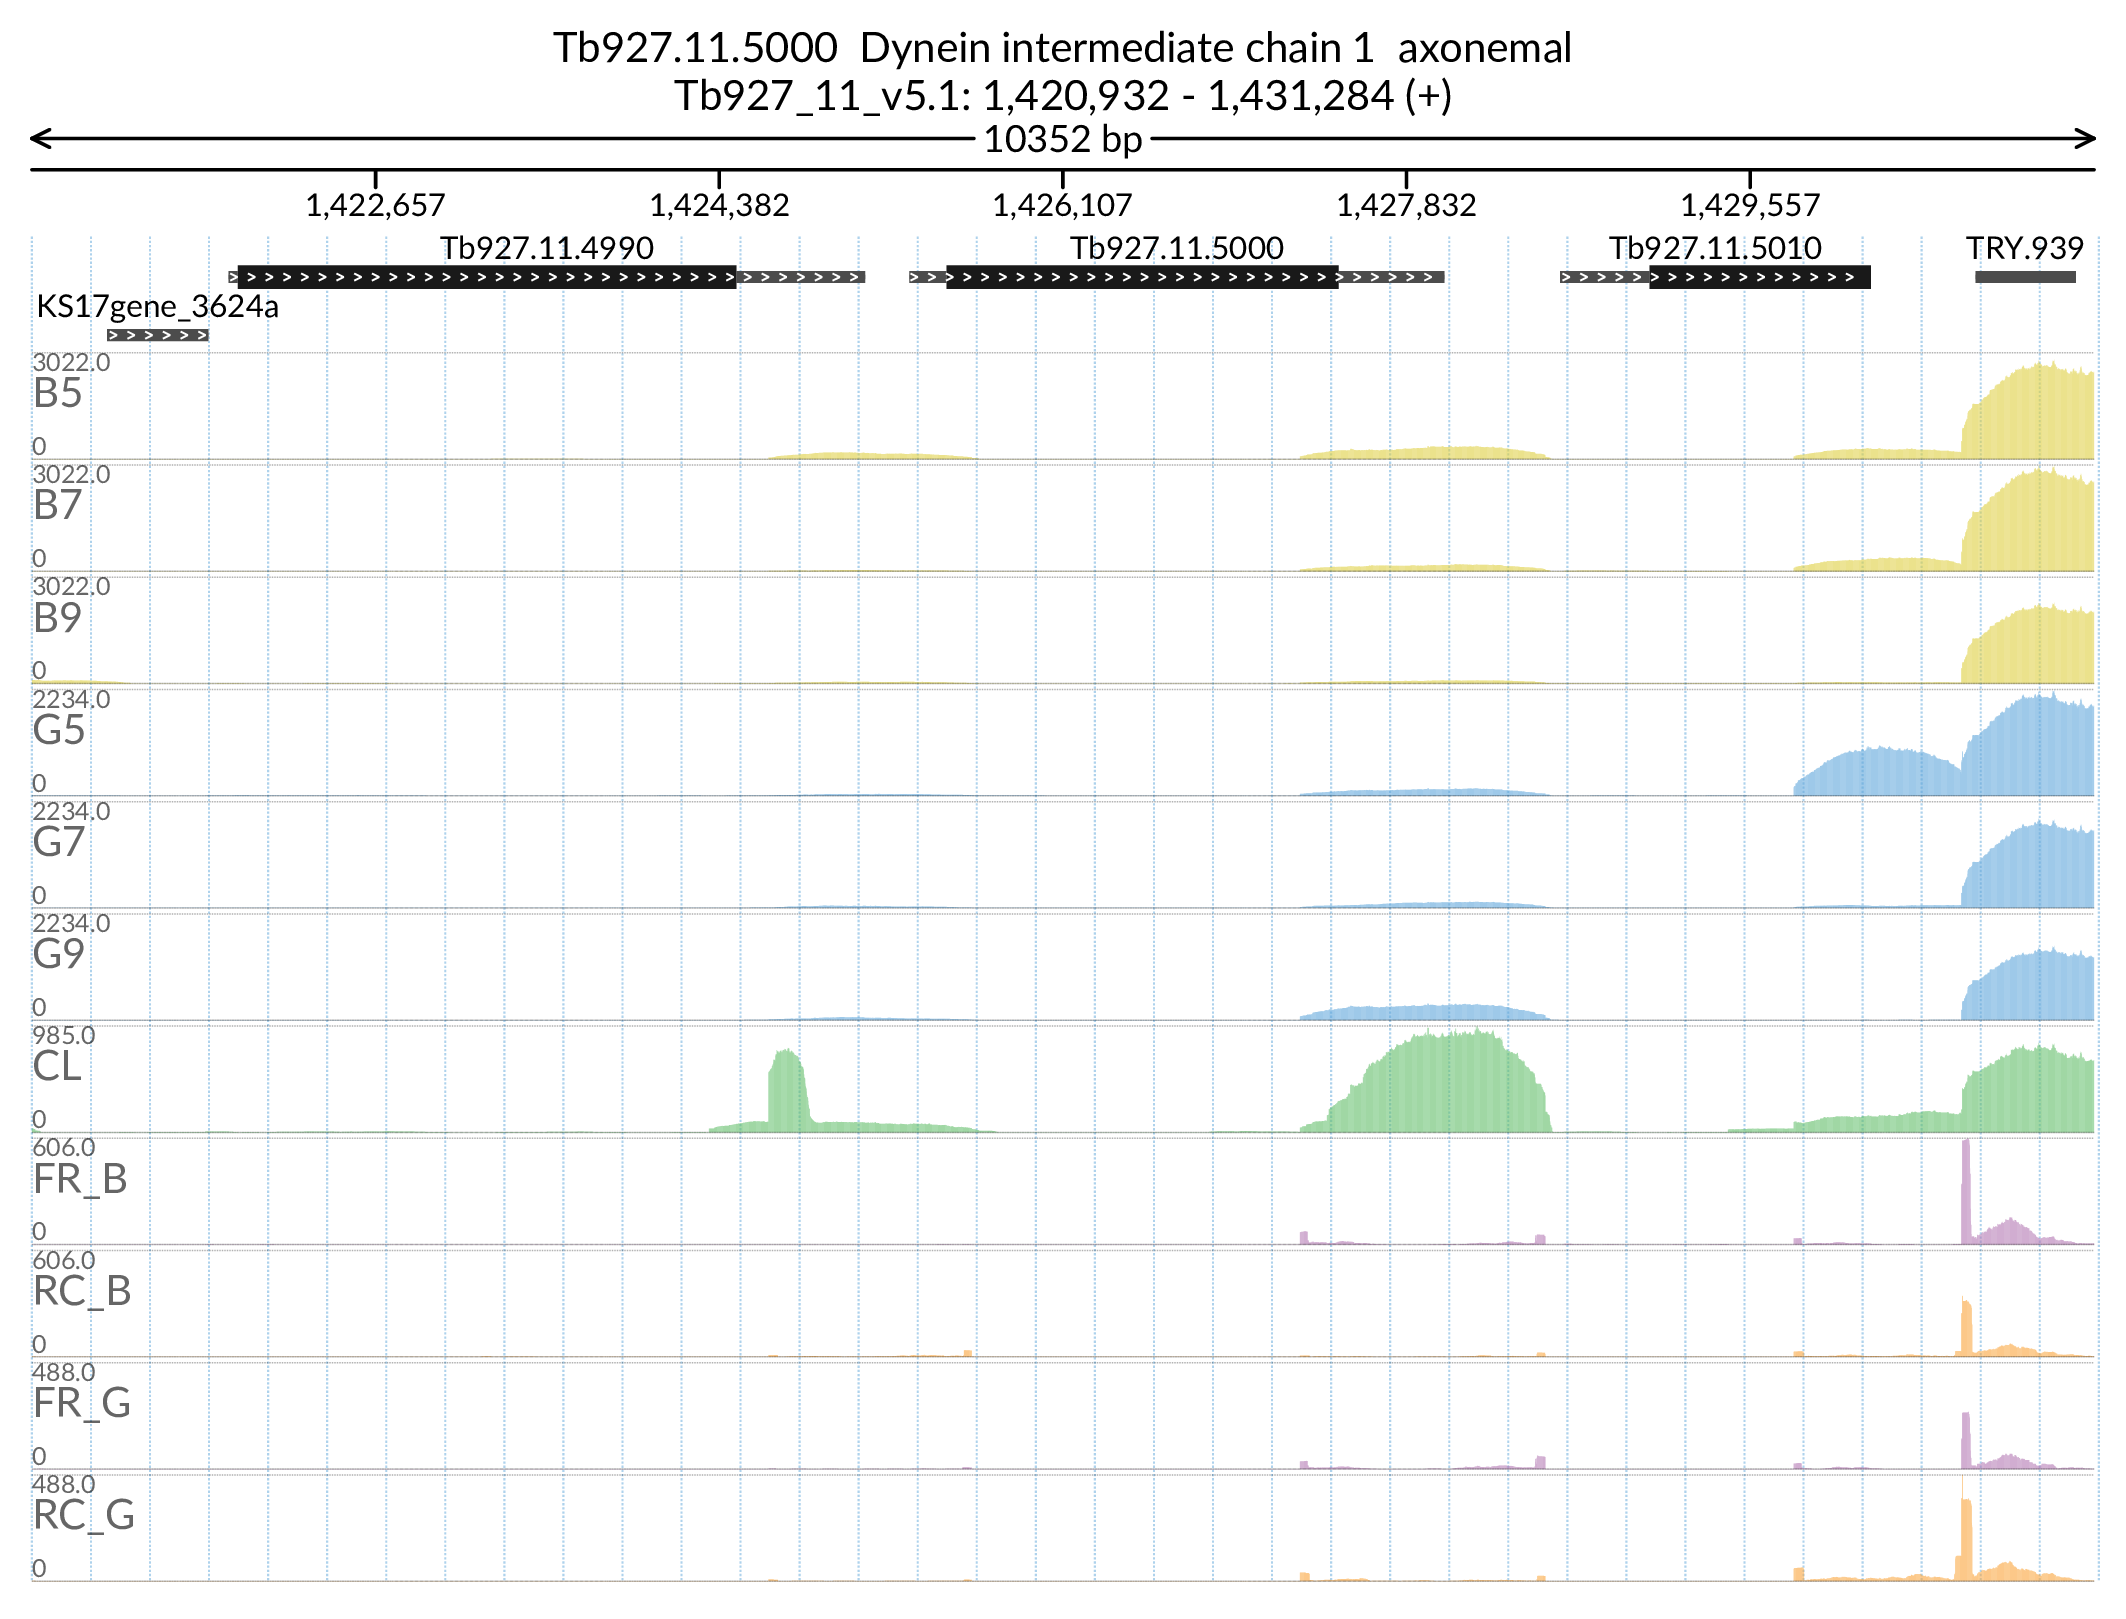 Tb927.11.5000  Dynein intermediate chain 1  axonemal
Tb927_11_v5.1: 1,420,932 - 1,431,284 (+)
10352 bp
1,422,657 1,424,382 1,426,107 1,427,832 1,429,557
Tb927.11.4990 Tb927.11.5000 Tb927.11.5010 TRY.939
KS17gene_3624a
3022.0
B5
0
3022.0
B7
0
3022.0
B9
0
2234.0
G5
0
2234.0
G7
0
2234.0
G9
0
985.0
CL
0
606.0
FR_B
0
606.0
RC_B
0
488.0
FR_G
0
488.0
RC_G
0